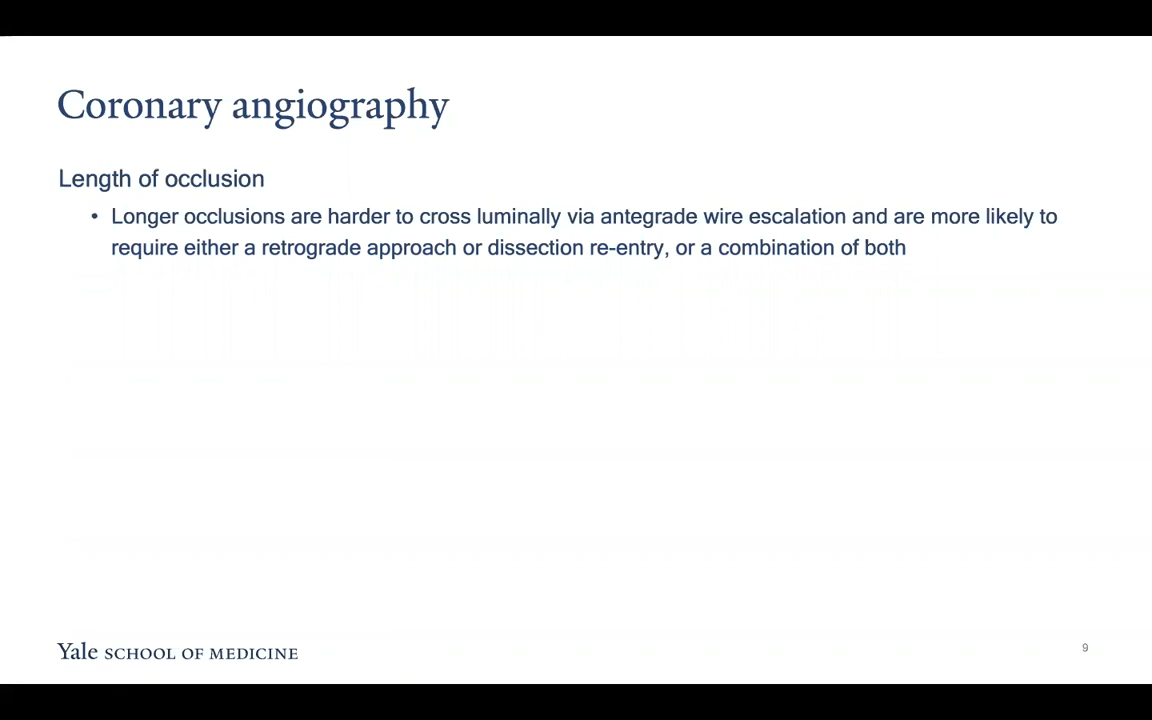 Coronary angiography
Length of occlusion
• Longer occlusions are harder to cross luminally via antegrade wire escalation and are more likely to
require either a retrograde approach or dissection re-entry, or a combination of both
Yale SCHOOL OF MEDICINE
9